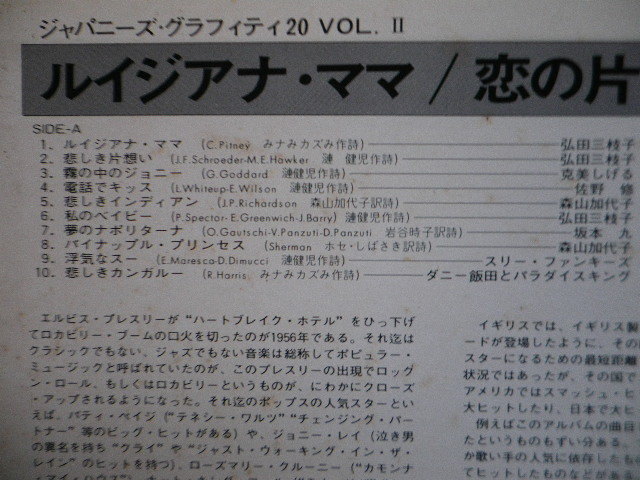 ジャパニーズ・グラフィティ20 VOL. II
ルイジアナ・ママ / 恋の片
SIDE-A
1. ルイジアナ・ママ (C.Pitney みナみカズみ作詩) 弘田三枝子
2. 悲しき片想い (J.F.Schroeder-M.E.Hawker 漣 健児作詩) 弘田三枝子
3. 霧の中のジョニー (G.Goddard 漣健児作詩) 克美しげる
4. 電話でキッス (L.Whiteup-E.Willson 漣健児作詩) 佐野 修
5. 悲しきインディアン (J.P.Richardson 森山加代子訳詩) 森山加代子
6. 私のベイビー (P.Spector-E.Greenwich-J.Barry) 漣健児作詩) 弘田三枝子
7. 夢のナポリターナ (O.Gautschi-V.Panzuti-D.Panzuti 岩谷時子訳詩) 坂本 九
8. パイナップル・プリンセス (Sherman ホセ・しばさき訳詩) 森山加代子
9. 浮気なスー (E.Maresca-D.Dimucci 漣健児作詩) スリー・ファンキーズ
10. 悲しきカンガルー (R.Harris みナみカズみ作詩) ダニー飯田とパラダイスキング
エルビス・プレスリーが“ハートブレイク・ホテル”をひっ下げ
てロカビリー・ブームの口火を切ったのが1956年である。それ迄は
クラシックでもない、ジャズでもない音楽は総称してポピュラー・
ミュージックと呼ばれていたのが、このプレスリーの出現でロック
ン・ロール、もしくはロカビリーというものが、にわかにクローズ
・アップされるようになった。それ迄のポップスの人気スターとい
えば、パティ・ペイジ(“テネシー・ワルツ”“チェンジング・パー
トナー”等のビッグ・ヒットがある)や、ジョニー・レイ(泣き男
の異名を持ち“クライ”や“ジャスト・ウォーキング・イン・ザ・
レイン”のヒットを持つ)、ローズマリー・クルーニー(“カモンナ
イギリスでは、イギリス製
ードが登場したように、その
スターになるための最短距離
状況ではあったが、その国で
アメリカではスマッシュ・ヒ
大ヒットしたり、日本で大ヒ
例えばこのアルバムの曲目
たというものもずい分ある。
か歌い手の人気に依存したも
てヒットしたものなどが